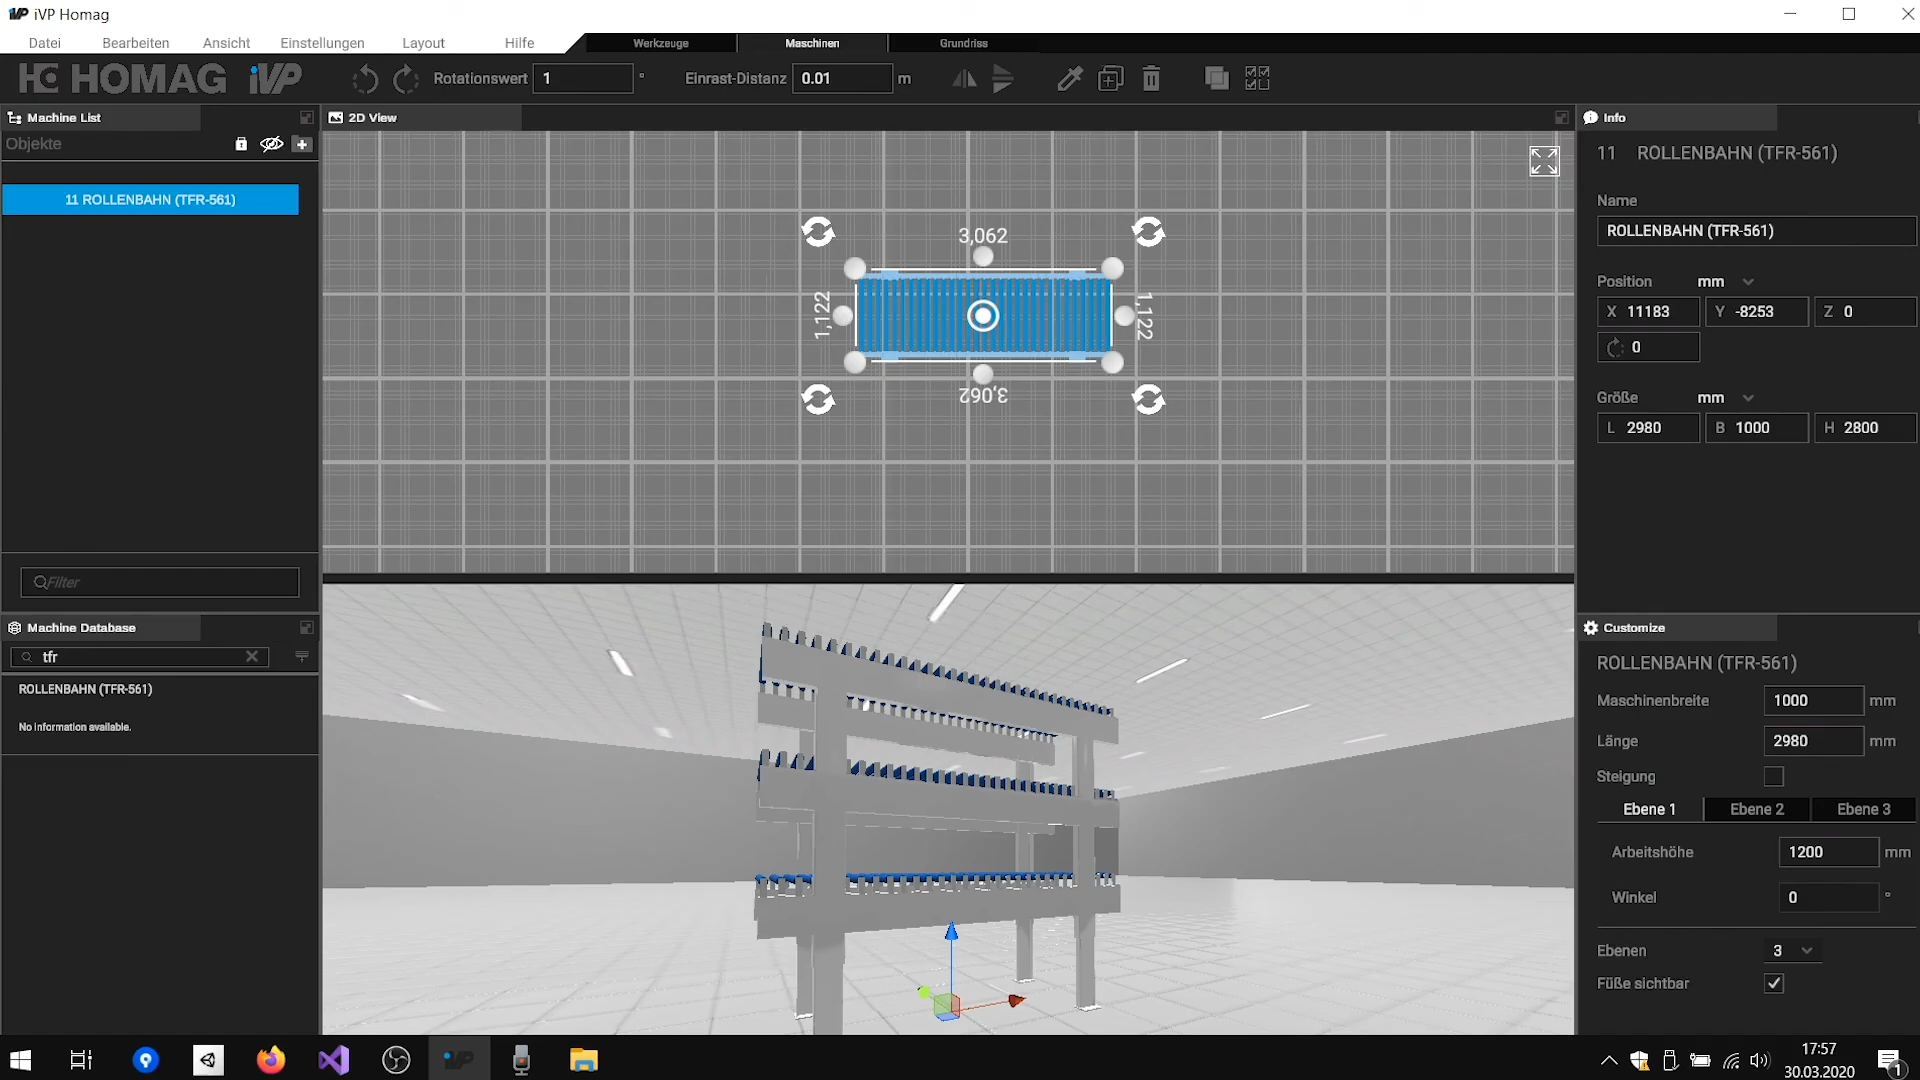 iVP iVP Homag
Datei Bearbeiten Ansicht Einstellungen Layout Hilfe Werkzeuge Maschinen Grundriss
HOMAG iVP Rotationswert 1 ° Einrast-Distanz 0.01 m
Machine List
Objekte
11 ROLLENBAHN (TFR-561)
Filter
Machine Database
tfr
ROLLENBAHN (TFR-561)
No information available.
2D View
3,062
1,122
1,122
3,062
Info
11 ROLLENBAHN (TFR-561)
Name
ROLLENBAHN (TFR-561)
Position mm
X 11183 Y -8253 Z 0
0
Größe mm
L 2980 B 1000 H 2800
Customize
ROLLENBAHN (TFR-561)
Maschinenbreite 1000 mm
Länge 2980 mm
Steigung
Ebene 1 Ebene 2 Ebene 3
Arbeitshöhe 1200 mm
Winkel 0 °
Ebenen 3
Füße sichtbar
iVP
17:57
30.03.2020
1